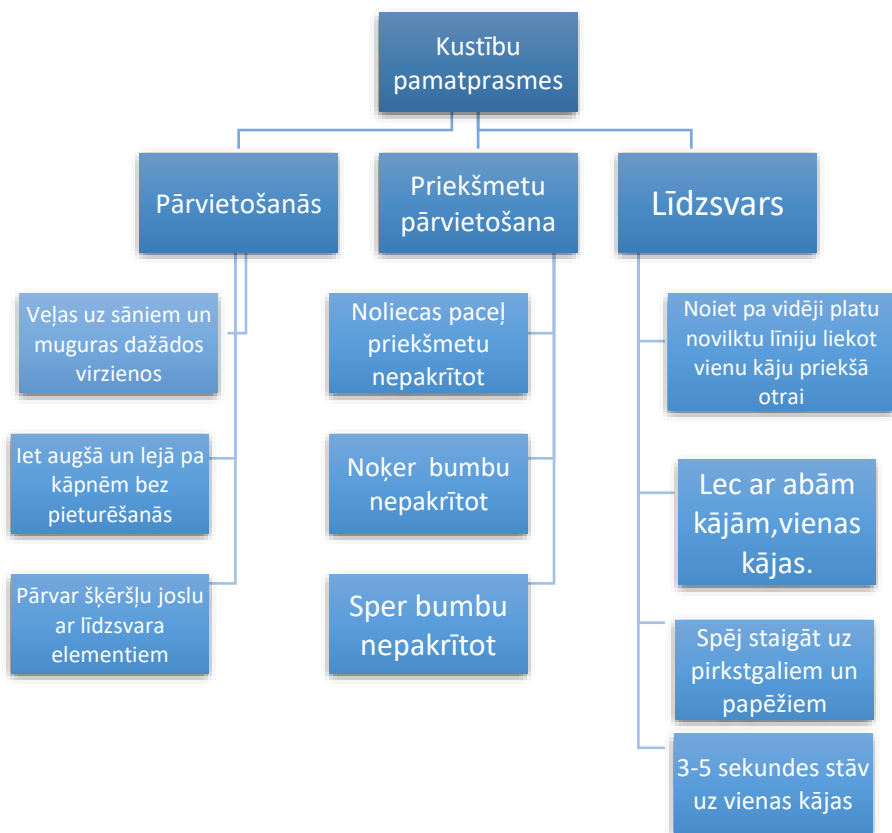 Kustību
pamatprasmes
Pārvietošanās
Priekšmetu
pārvietošana
Līdzsvars
Veļas uz sāniem un
muguras dažādos
virzienos
Iet augšā un lejā pa
kāpnēm bez
pieturēšanās
Pārvar šķēršļu joslu
ar līdzsvara
elementiem
Noliecas paceļ
priekšmetu
nepakrītot
Noķer bumbu
nepakrītot
Sper bumbu
nepakrītot
Noiet pa vidēji platu
novilktu līniju liekot
vienu kāju priekšā
otrai
Lec ar abām
kājām,vienas
kājas.
Spēj staigāt uz
pirkstgaliem un
papēžiem
3-5 sekundes stāv
uz vienas kājas